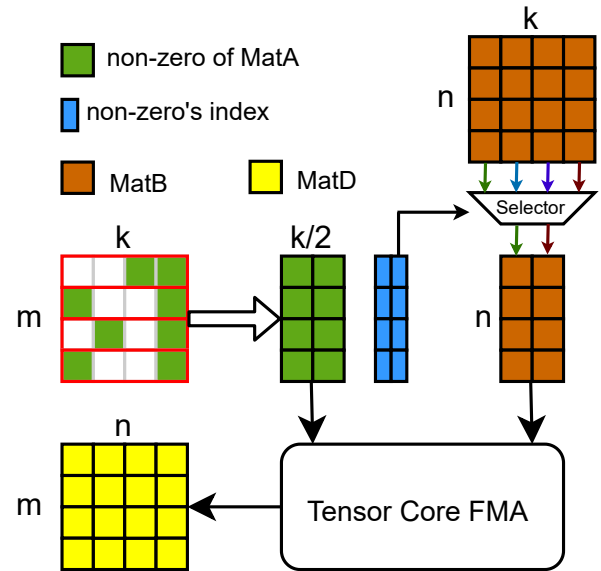 k
non-zero of MatA
n
non-zero's index
MatB
MatD
Selector
k
k/2
m
n
n
m
Tensor Core FMA